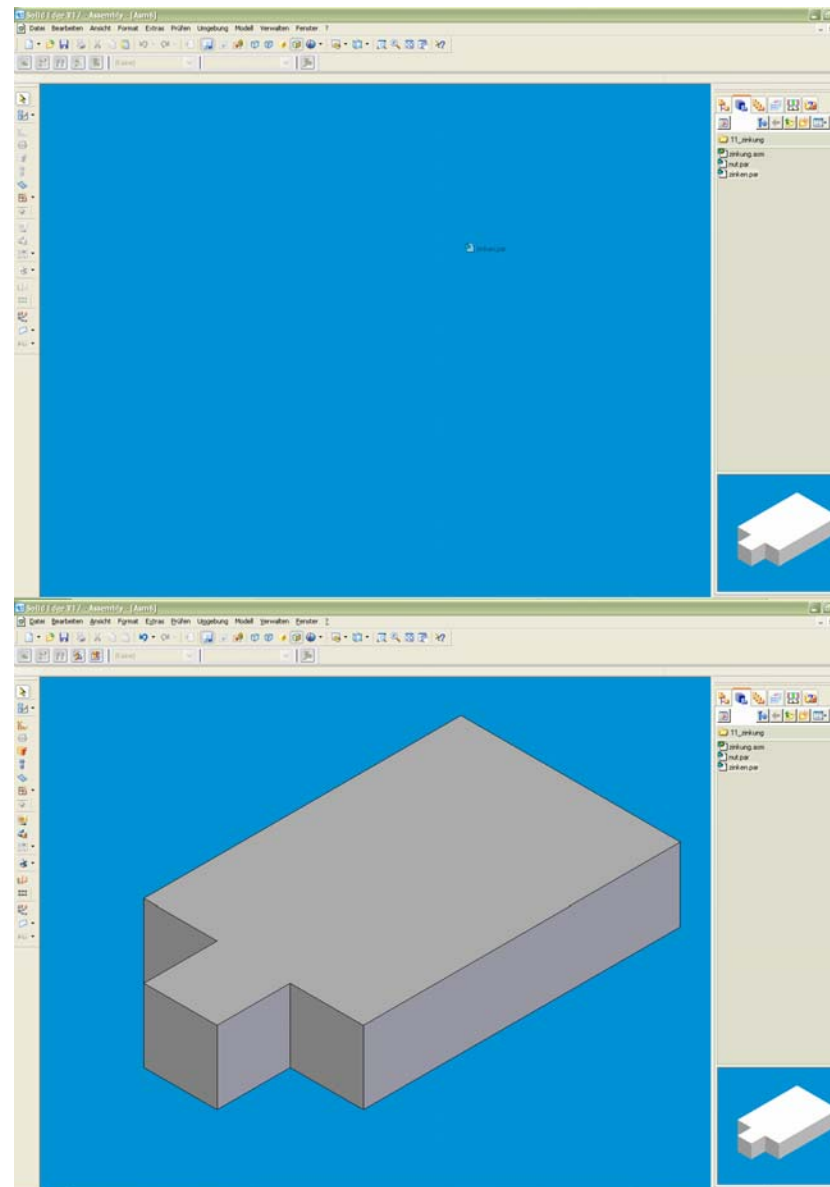 Solid Edge V17 - Assembly - [Asm6]
Datei Bearbeiten Ansicht Format Extras Prüfen Umgebung Modell Verwalten Fenster ?
11_zinkung
zinkung.asm
nut.par
zinken.par
zinken.par
Solid Edge V17 - Assembly - [Asm6]
Datei Bearbeiten Ansicht Format Extras Prüfen Umgebung Modell Verwalten Fenster ?
11_zinkung
zinkung.asm
nut.par
zinken.par